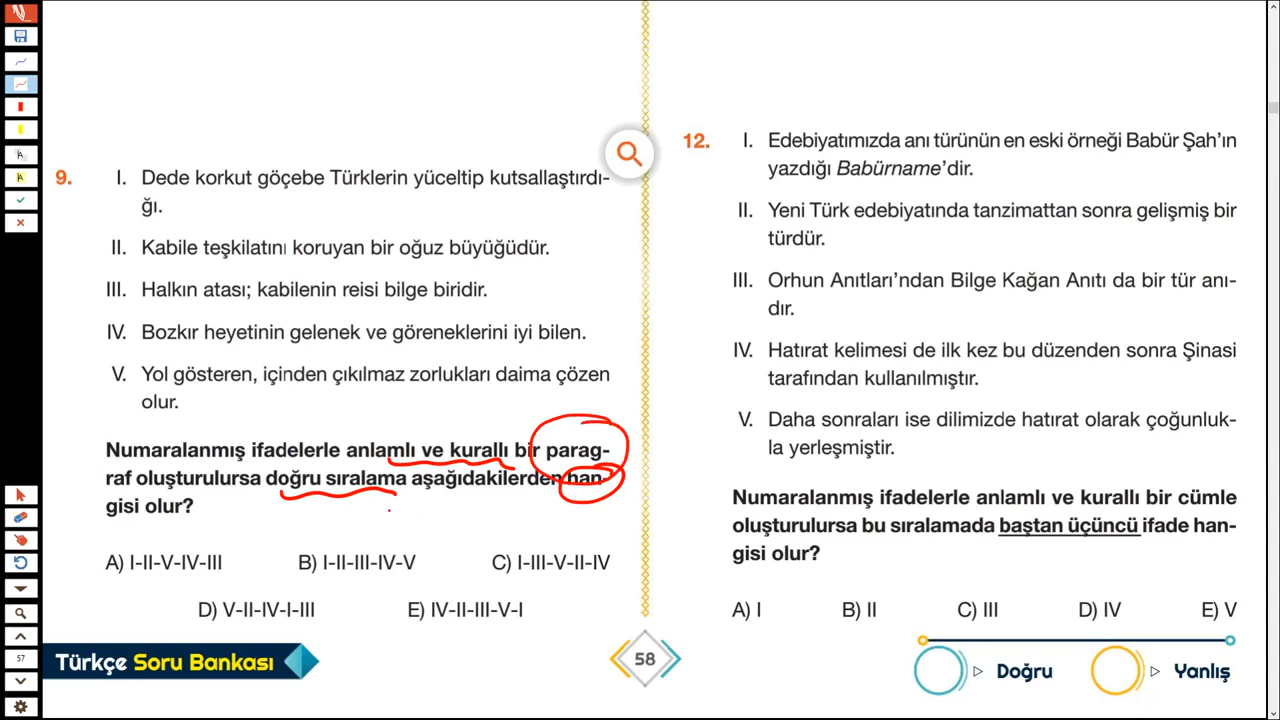 9.
I. Dede korkut göçebe Türklerin yüceltip kutsallaştırdı-
ğı.
II. Kabile teşkilatını koruyan bir oğuz büyüğüdür.
III. Halkın atası; kabilenin reisi bilge biridir.
IV. Bozkır heyetinin gelenek ve göreneklerini iyi bilen.
V. Yol gösteren, içinden çıkılmaz zorlukları daima çözen
olur.
Numaralanmış ifadelerle anlamlı ve kurallı bir parag-
raf oluşturulursa doğru sıralama aşağıdakilerden han-
gisi olur?
A) I-II-V-IV-III B) I-II-III-IV-V C) I-III-V-II-IV
D) V-II-IV-I-III E) IV-II-III-V-I
Türkçe Soru Bankası
58
12.
I. Edebiyatımızda anı türünün en eski örneği Babür Şah'ın
yazdığı Babürname'dir.
II. Yeni Türk edebiyatında tanzimattan sonra gelişmiş bir
türdür.
III. Orhun Anıtları'ndan Bilge Kağan Anıtı da bir tür anı-
dır.
IV. Hatırat kelimesi de ilk kez bu düzenden sonra Şinasi
tarafından kullanılmıştır.
V. Daha sonraları ise dilimizde hatırat olarak çoğunluk-
la yerleşmiştir.
Numaralanmış ifadelerle anlamlı ve kurallı bir cümle
oluşturulursa bu sıralamada baştan üçüncü ifade han-
gisi olur?
A) I B) II C) III D) IV E) V
Doğru Yanlış
57